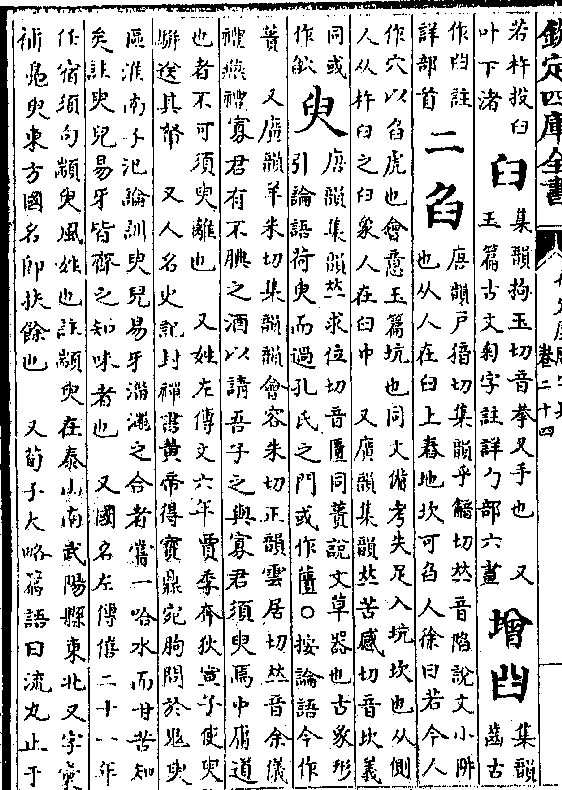 欽定四庫全書
卷二十四
若杵投臼
叶下渚
𦥑
集韻拘玉切音挙叉手也 又
玉篇古文匊字註詳勹部六畫
增𦥒
集韻
齒古
作𦥒註
詳部首
二
臽
唐韻戶韽切集韻乎韽切𠀤音陷說文小阱
也从人在臼上舂地坎可臽人徐曰若今人
作穴以臽虎也會意玉篇坑也同文備考失足入坑坎也从側
人从杵臼之臼象人在臼中 又廣韻集韻𠀤苦感切音坎義
同或
作欿
臾
唐韻集韻𠀤求位切音匱同蕢說文草器也古象形
引論語荷臾而過孔氏之門或作𧂐○按論語今作
蕢 又廣韻羊朱切集韻韻會容朱切正韻雲居切𠀤音余儀
禮燕禮寡君有不腆之酒以請吾子之與寡君須臾焉中庸道
也者不可須臾離也 又姓左傳文六年賈季奔狄宣子使臾
駢送其帑 又人名史記封禪書黃帝得寶鼎宛朐問於鬼臾
區淮南子氾論訓臾兒易牙淄澠之合者嘗一哈水而甘苦知
矣註臾兒易牙皆齊之知味者也 又國名左傳僖二十一年
任宿須句顓臾風姓也註顓臾在泰山南武陽縣東北又字彙
補鳧臾東方國名即扶餘也 又荀子大略篇語曰流丸止于